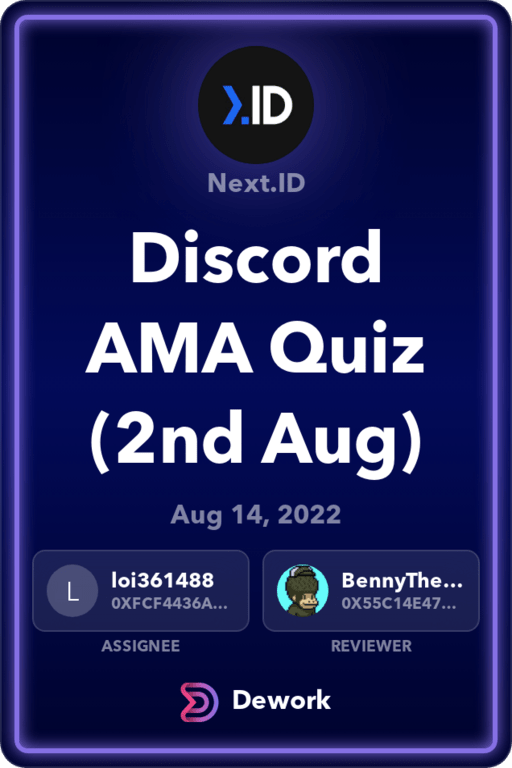 .ID
Next.ID
Discord
AMA Quiz
(2nd Aug)
Aug 14, 2022
L
loi361488
0XFCF4436A...
ASSIGNEE
BennyThe...
0X55C14E47...
REVIEWER
Dework